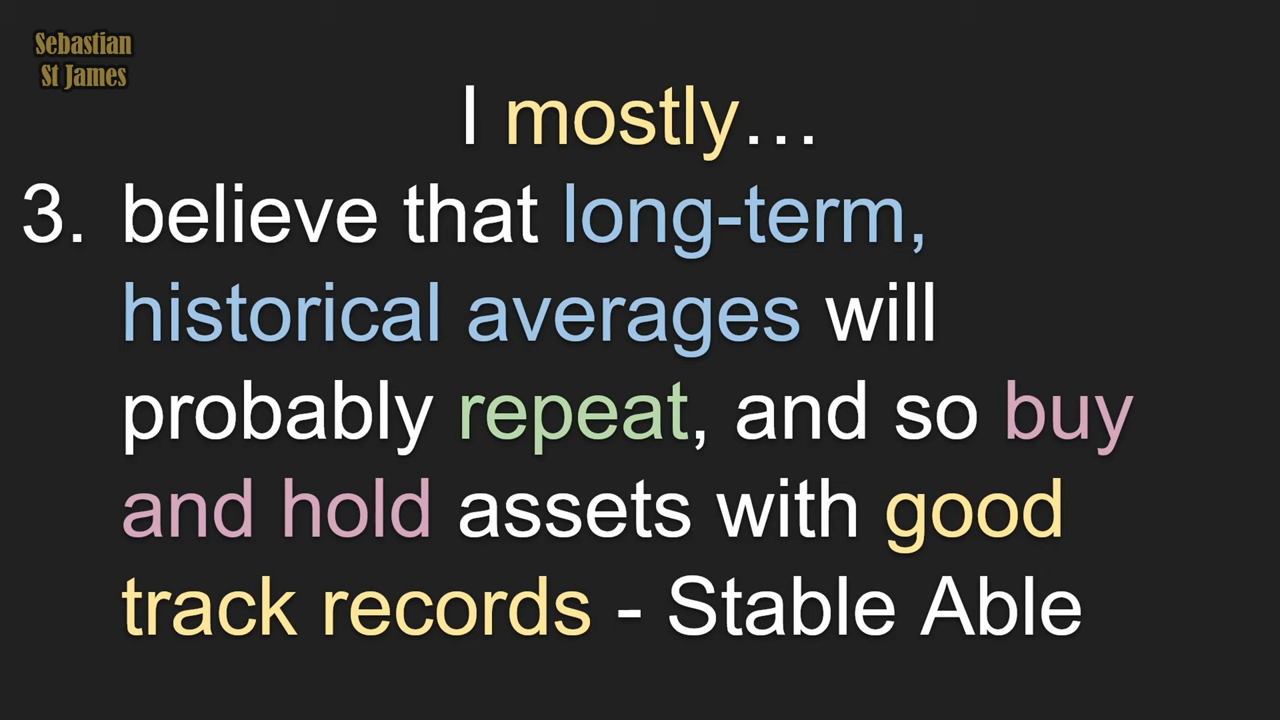 Sebastian
St James
I mostly...
3. believe that long-term,
historical averages will
probably repeat, and so buy
and hold assets with good
track records - Stable Able